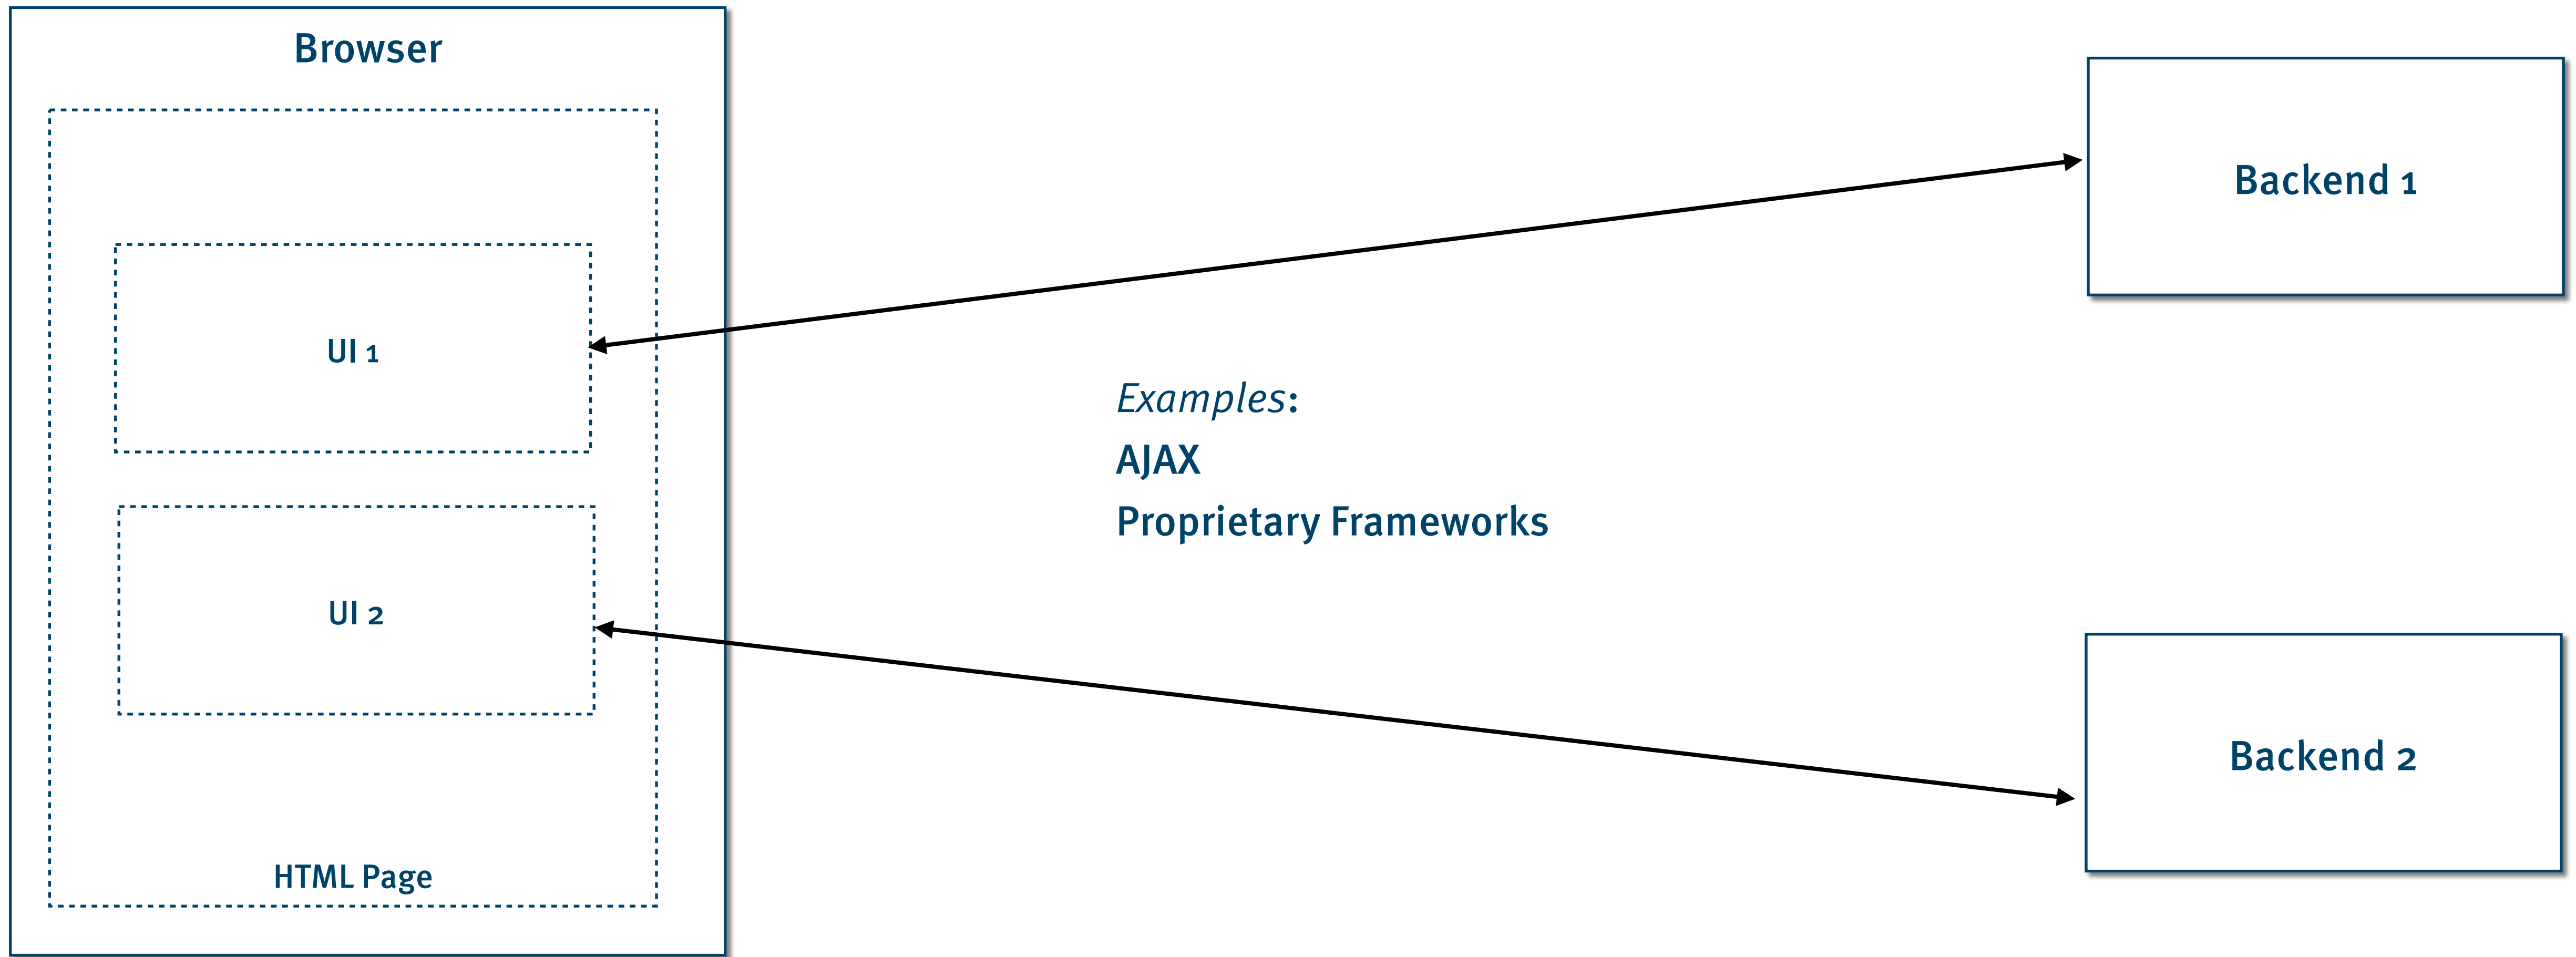 Browser
UI 1
UI 2
HTML Page
Examples:
AJAX
Proprietary Frameworks
Backend 1
Backend 2